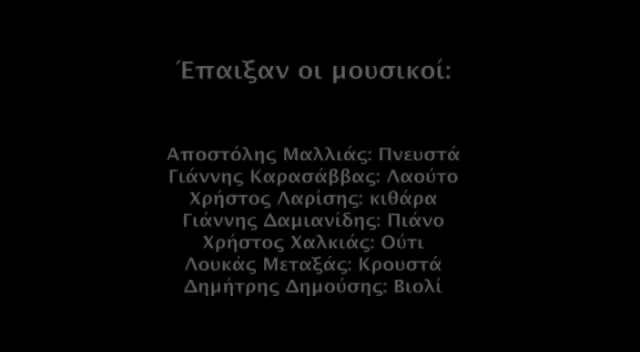 Έπαιξαν οι μουσικοί:
Αποστόλης Μαλλιάς: Πνευστά
Γιάννης Καρασάββας: Λαούτο
Χρήστος Λαρίσης: κιθάρα
Γιάννης Δαμιανίδης: Πιάνο
Χρήστος Χαλκιάς: Ούτι
Λουκάς Μεταξάς: Κρουστά
Δημήτρης Δημούσης: Βιολί